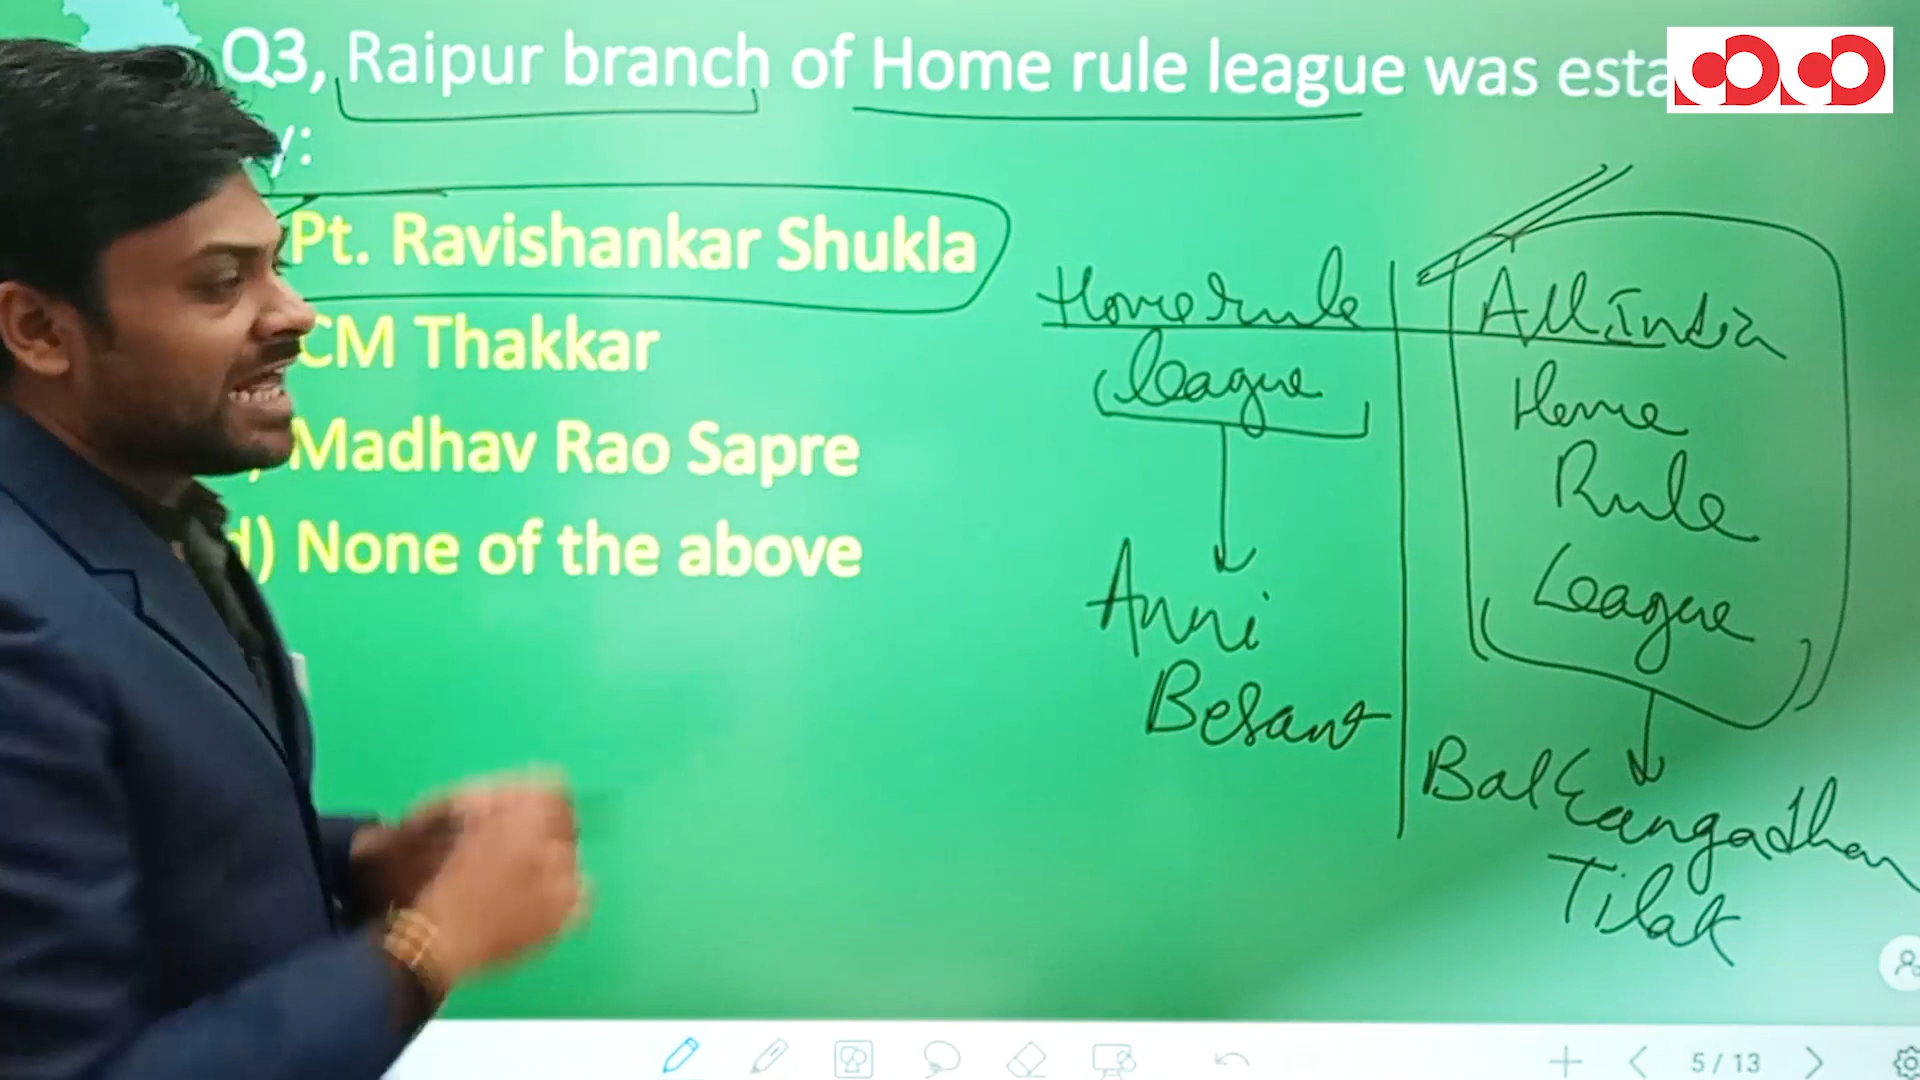 Q3, Raipur branch of Home rule league was esta
y:
Pt. Ravishankar Shukla
CM Thakkar
Madhav Rao Sapre
d) None of the above
Home rule
league
Anni
Besant
All India
Home
Rule
League
Bal Gangadhar
Tilak
5 / 13